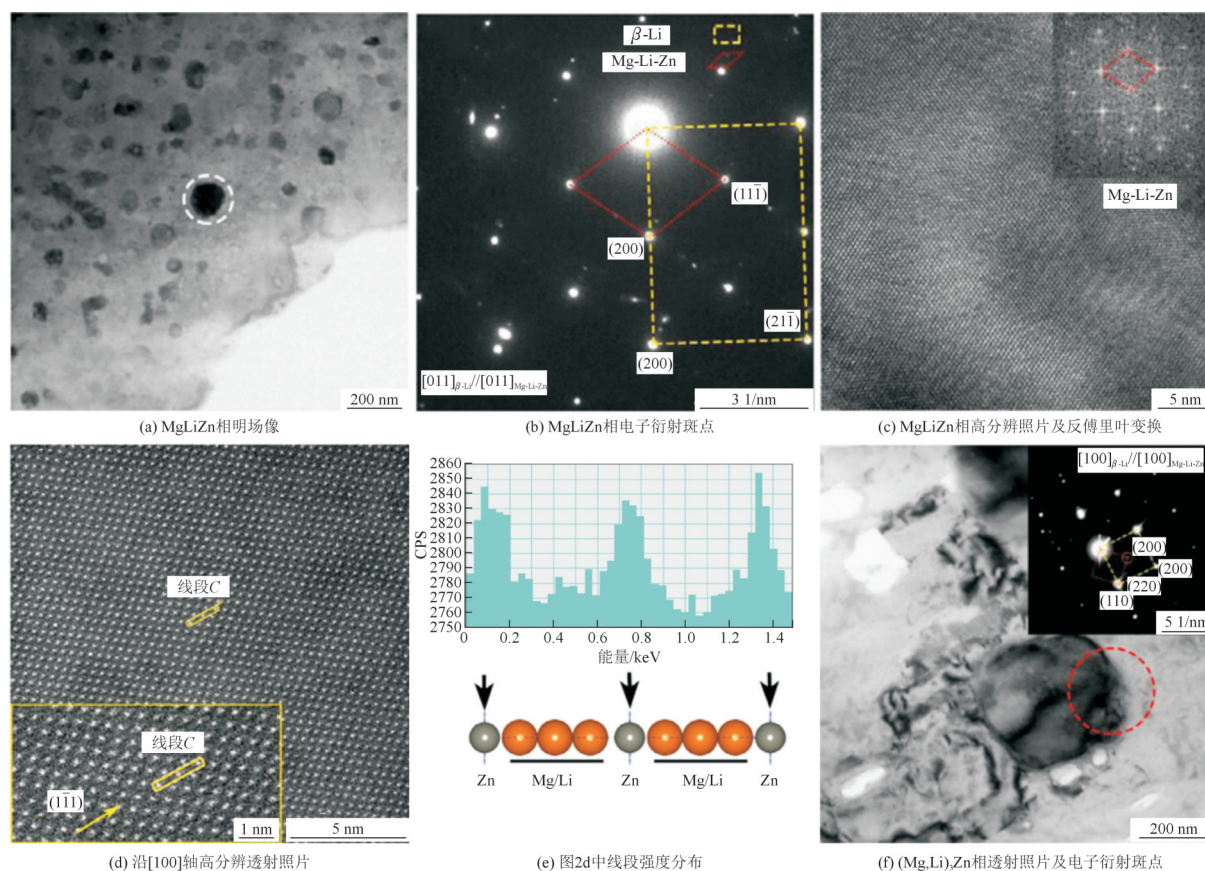 β-Li
Mg-Li-Zn
(11̄1̄)
(200)
(21̄1̄)
(200)
[011]β-Li//[011]Mg-Li-Zn
200 nm
3 1/nm
Mg-Li-Zn
5 nm
(a) MgLiZn相明场像
(b) MgLiZn相电子衍射斑点
(c) MgLiZn相高分辨照片及反傅里叶变换
线段C
线段C
(11̄1)
1 nm
5 nm
CPS
2860
2850
2840
2830
2820
2810
2800
2790
2780
2770
2760
2750
0 0.2 0.4 0.6 0.8 1.0 1.2 1.4
能量/keV
Zn Mg/Li Zn Mg/Li Zn
[100]β-Li//[100]Mg-Li-Zn
(200)
(200)
(220)
(110)
5 1/nm
200 nm
(d) 沿[100]轴高分辨透射照片
(e) 图2d中线段强度分布
(f) (Mg,Li)3Zn相透射照片及电子衍射斑点